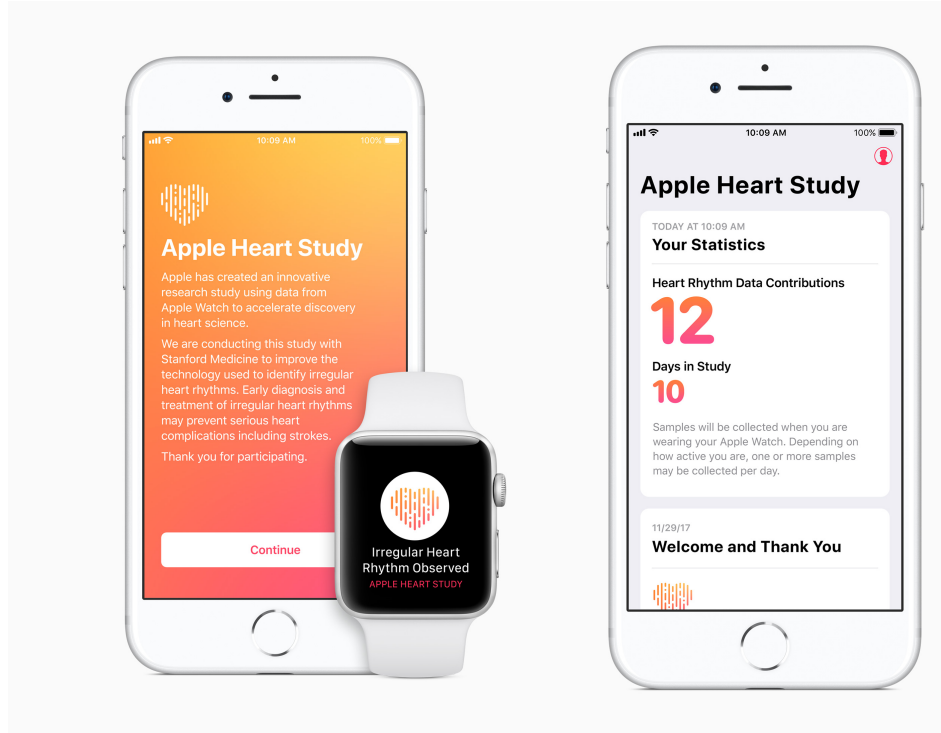 10:09 AM
100%
Apple Heart Study
Apple has created an innovative
research study using data from
Apple Watch to accelerate discovery
in heart science.
We are conducting this study with
Stanford Medicine to improve the
technology used to identify irregular
heart rhythms. Early diagnosis and
treatment of irregular heart rhythms
may prevent serious heart
complications including strokes.
Thank you for participating.
Continue
Irregular Heart
Rhythm Observed
APPLE HEART STUDY
10:09 AM
100%
Apple Heart Study
TODAY AT 10:09 AM
Your Statistics
Heart Rhythm Data Contributions
12
Days in Study
10
Samples will be collected when you are
wearing your Apple Watch. Depending on
how active you are, one or more samples
may be collected per day.
11/29/17
Welcome and Thank You